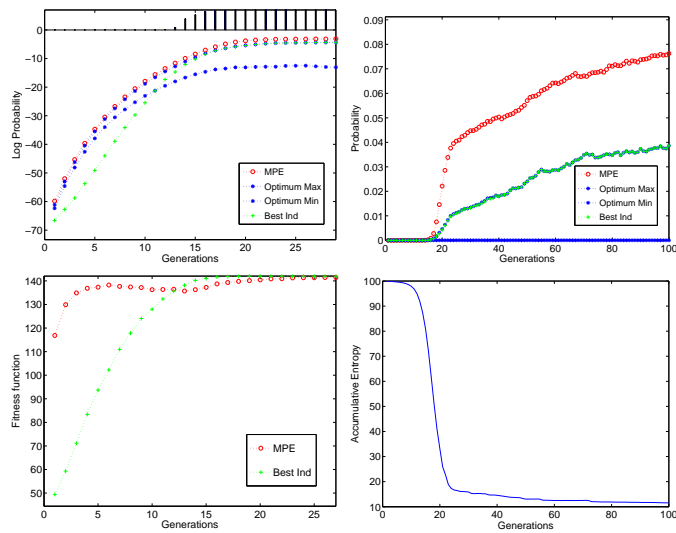 0
−10
−20
−30
−40
−50
−60
−70
Log Probability
0 5 10 15 20 25
Generations
MPE
Optimum Max
Optimum Min
Best Ind
0.09
0.08
0.07
0.06
0.05
0.04
0.03
0.02
0.01
0
Probability
0 20 40 60 80 100
Generations
MPE
Optimum Max
Optimum Min
Best Ind
140
130
120
110
100
90
80
70
60
50
Fitness function
0 5 10 15 20 25
Generations
MPE
Best Ind
100
90
80
70
60
50
40
30
20
10
Accumulative Entropy
0 20 40 60 80 100
Generations